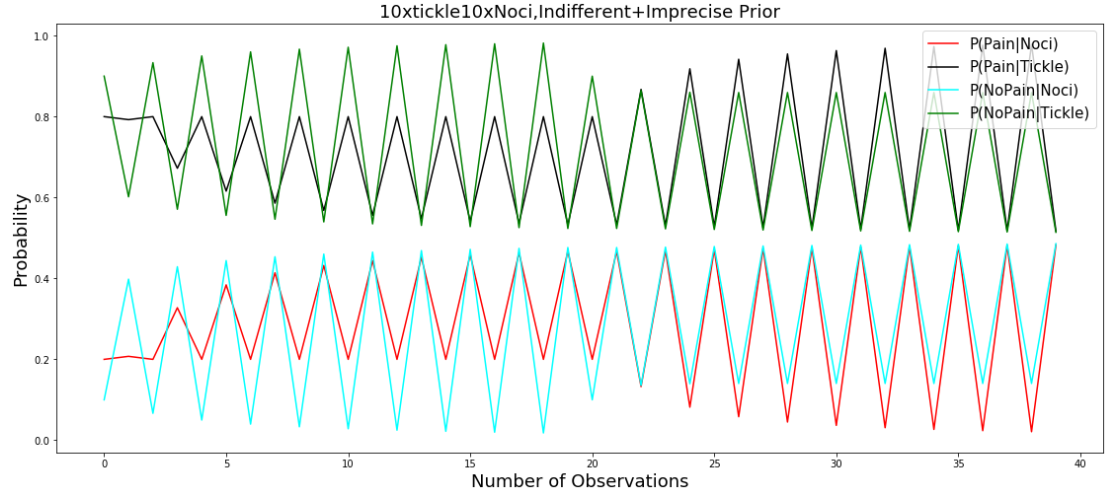 10xtickle10xNoci,Indifferent+Imprecise Prior
1.0
0.8
0.6
0.4
0.2
0.0
Probability
P(Pain|Noci)
P(Pain|Tickle)
P(NoPain|Noci)
P(NoPain|Tickle)
0 5 10 15 20 25 30 35 40
Number of Observations